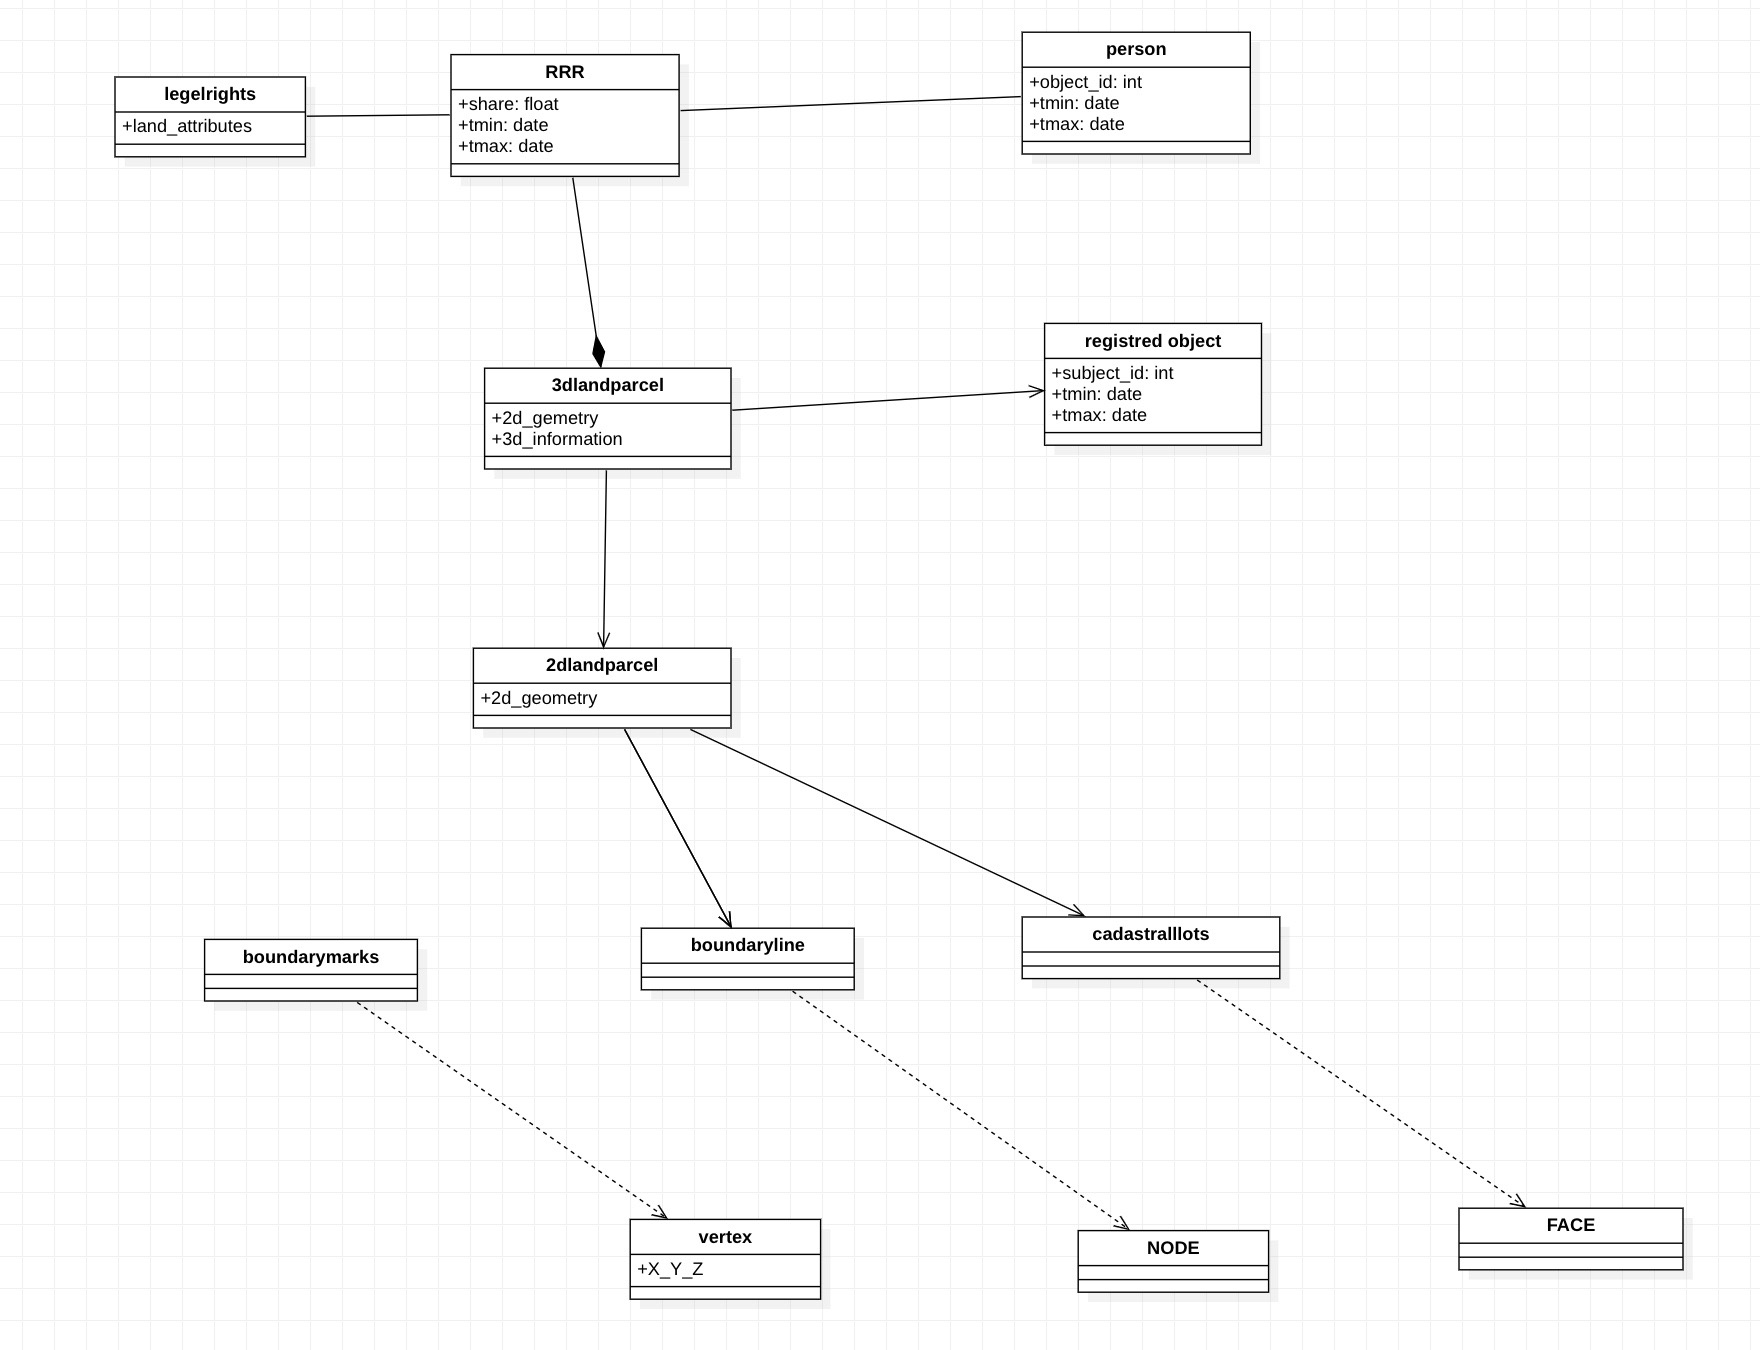 legelrights
+land_attributes
RRR
+share: float
+tmin: date
+tmax: date
person
+object_id: int
+tmin: date
+tmax: date
3dlandparcel
+2d_gemetry
+3d_information
registred object
+subject_id: int
+tmin: date
+tmax: date
2dlandparcel
+2d_geometry
boundarymarks
boundaryline
cadastralllots
vertex
+X_Y_Z
NODE
FACE